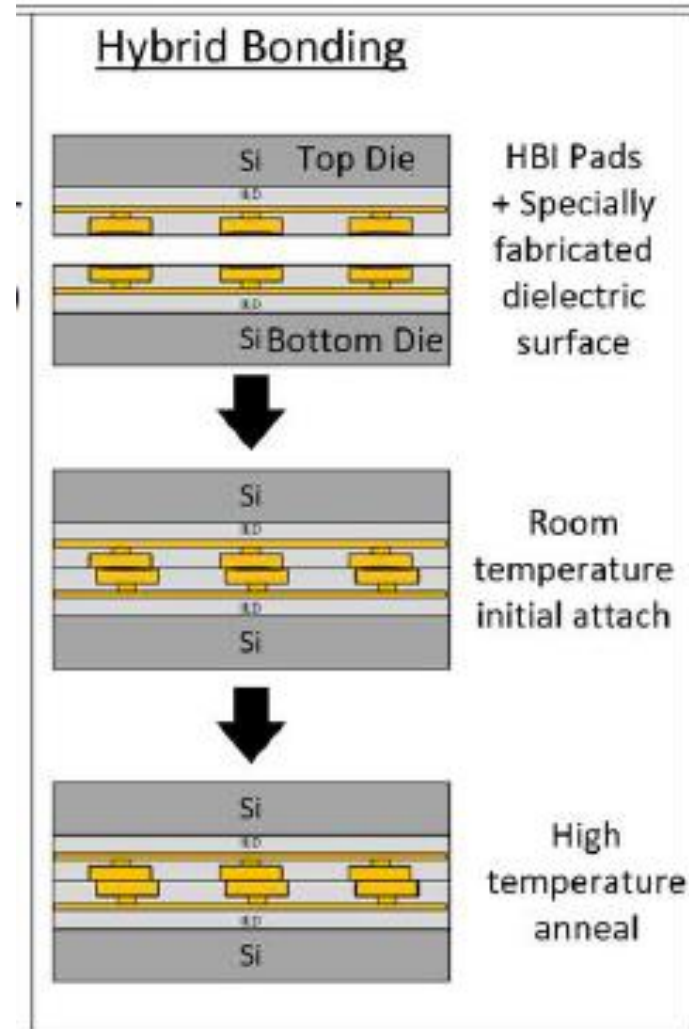 Hybrid Bonding
Si Top Die
ILD
ILD
Si Bottom Die
HBI Pads
+ Specially
fabricated
dielectric
surface
Si
ILD
ILD
Si
Room
temperature
initial attach
Si
ILD
ILD
Si
High
temperature
anneal